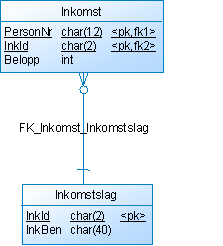 Inkomst
PersonNr char(12) <pk,fk1>
InkId char(2) <pk,fk2>
Belopp int
FK_Inkomst_Inkomstslag
Inkomstslag
InkId char(2) <pk>
InkBen char(40)